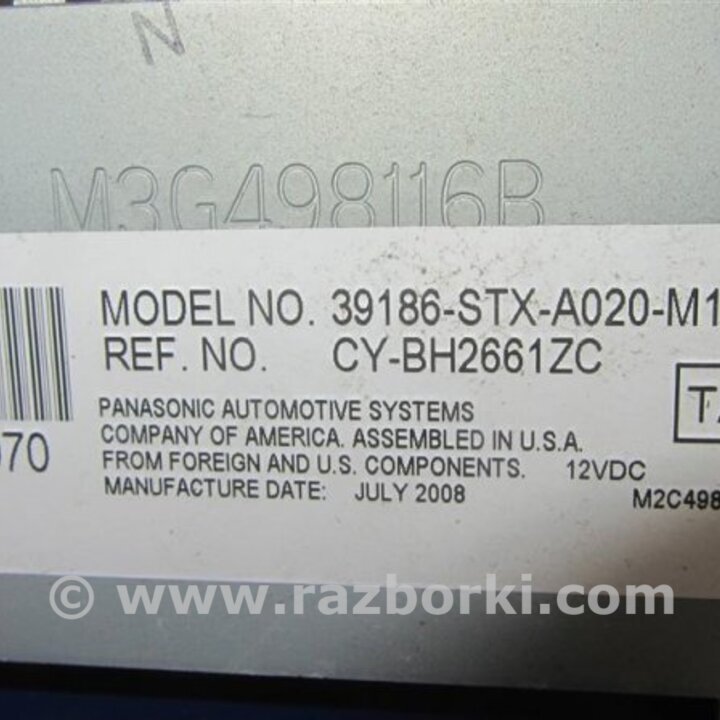 N
M3G498116B
MODEL NO. 39186-STX-A020-M1
REF. NO. CY-BH2661ZC
PANASONIC AUTOMOTIVE SYSTEMS
COMPANY OF AMERICA. ASSEMBLED IN U.S.A.
FROM FOREIGN AND U.S. COMPONENTS. 12VDC
MANUFACTURE DATE: JULY 2008
M2C498
070
© www.razborki.com